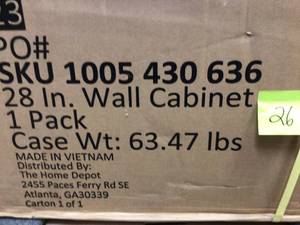 23
PO#
SKU 1005 430 636
28 In. Wall Cabinet
1 Pack
26
Case Wt: 63.47 lbs
MADE IN VIETNAM
Distributed By:
The Home Depot
2455 Paces Ferry Rd SE
Atlanta, GA30339
Carton 1 of 1